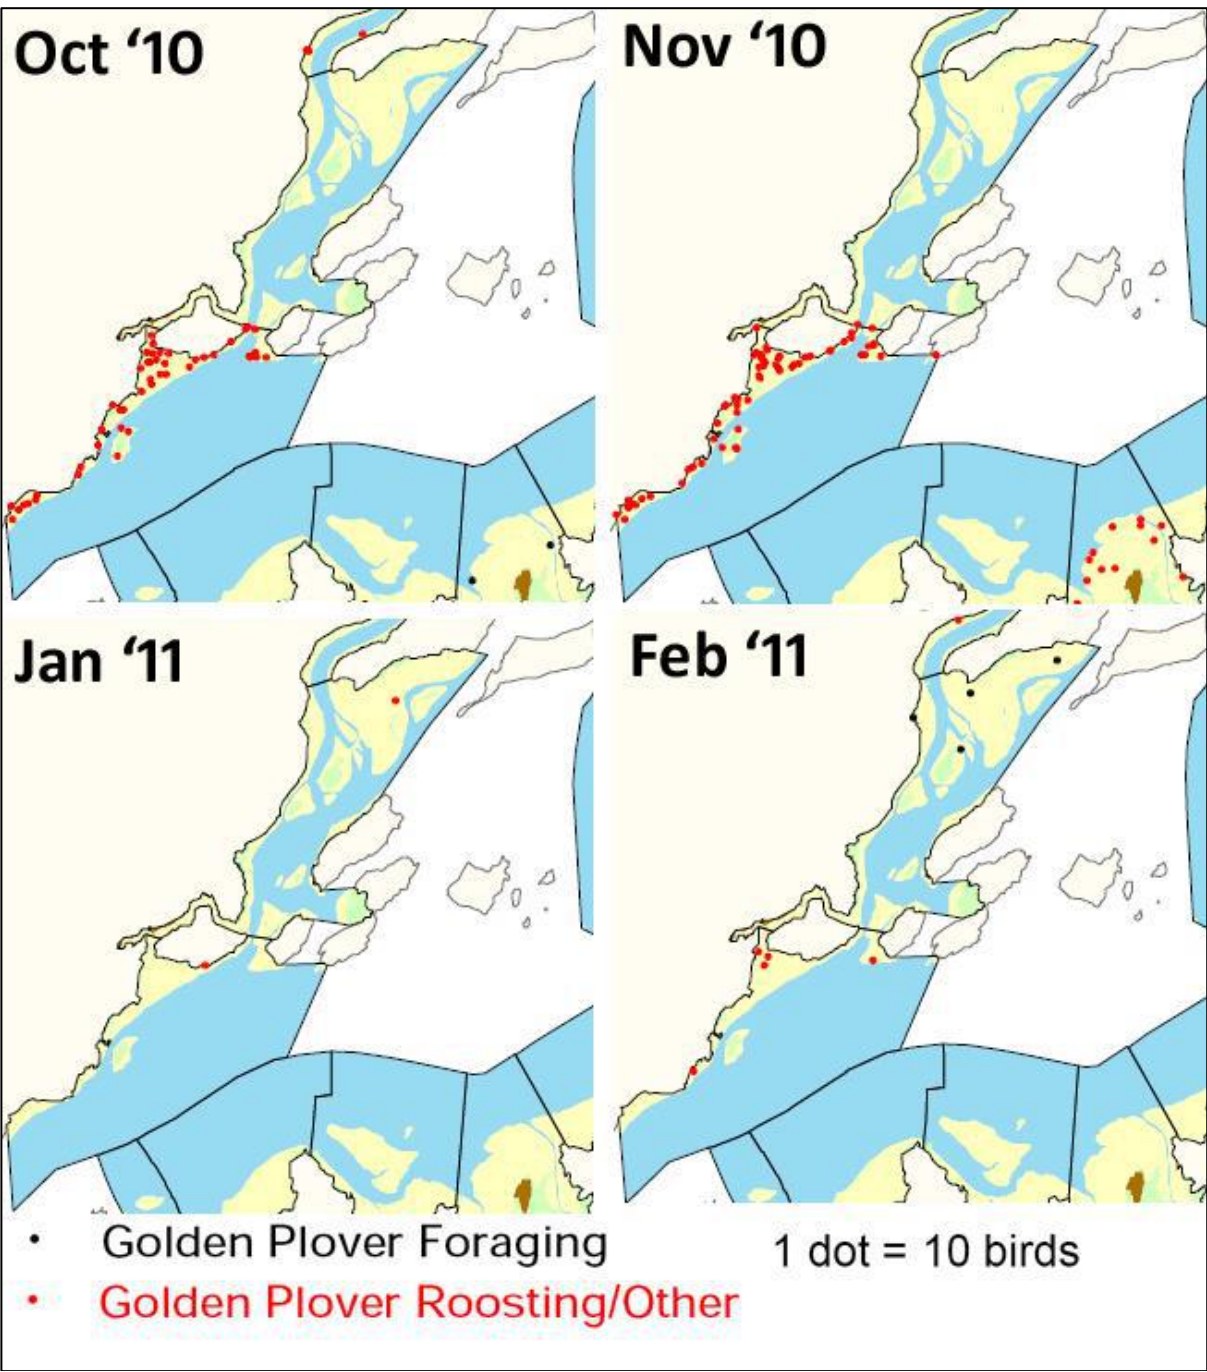 Oct ‘10
Nov ‘10
Jan ‘11
Feb ‘11
Golden Plover Foraging
1 dot = 10 birds
Golden Plover Roosting/Other